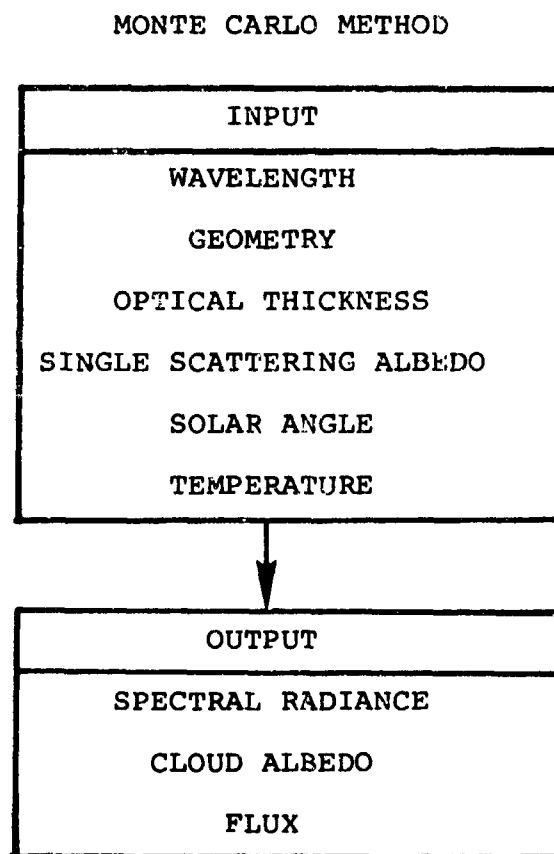 MONTE CARLO METHOD
INPUT
WAVELENGTH
GEOMETRY
OPTICAL THICKNESS
SINGLE SCATTERING ALBEDO
SOLAR ANGLE
TEMPERATURE
OUTPUT
SPECTRAL RADIANCE
CLOUD ALBEDO
FLUX